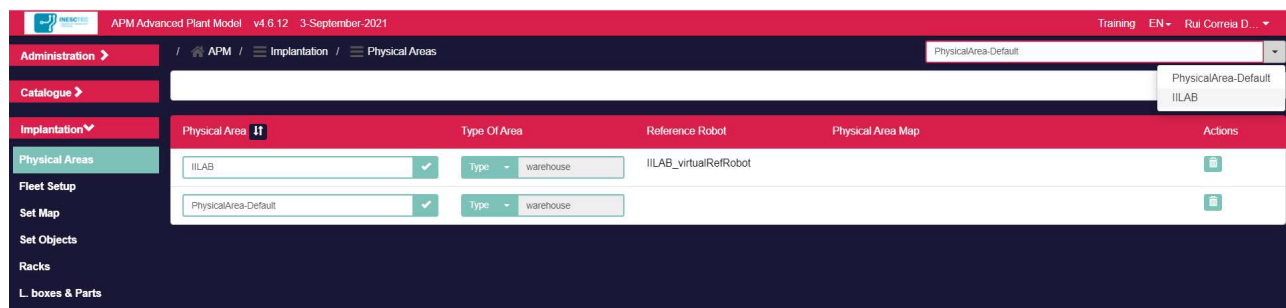 INESCTEC APM Advanced Plant Model v4.6.12 3-September-2021 Training EN Rui Correia D...
Administration / APM / Implantation / Physical Areas PhysicalArea-Default
PhysicalArea-Default
Catalogue
IILAB
Implantation Physical Area Type Of Area Reference Robot Physical Area Map Actions
Physical Areas IILAB Type warehouse IILAB_virtualRefRobot
Fleet Setup
PhysicalArea-Default Type warehouse
Set Map
Set Objects
Racks
L. boxes & Parts